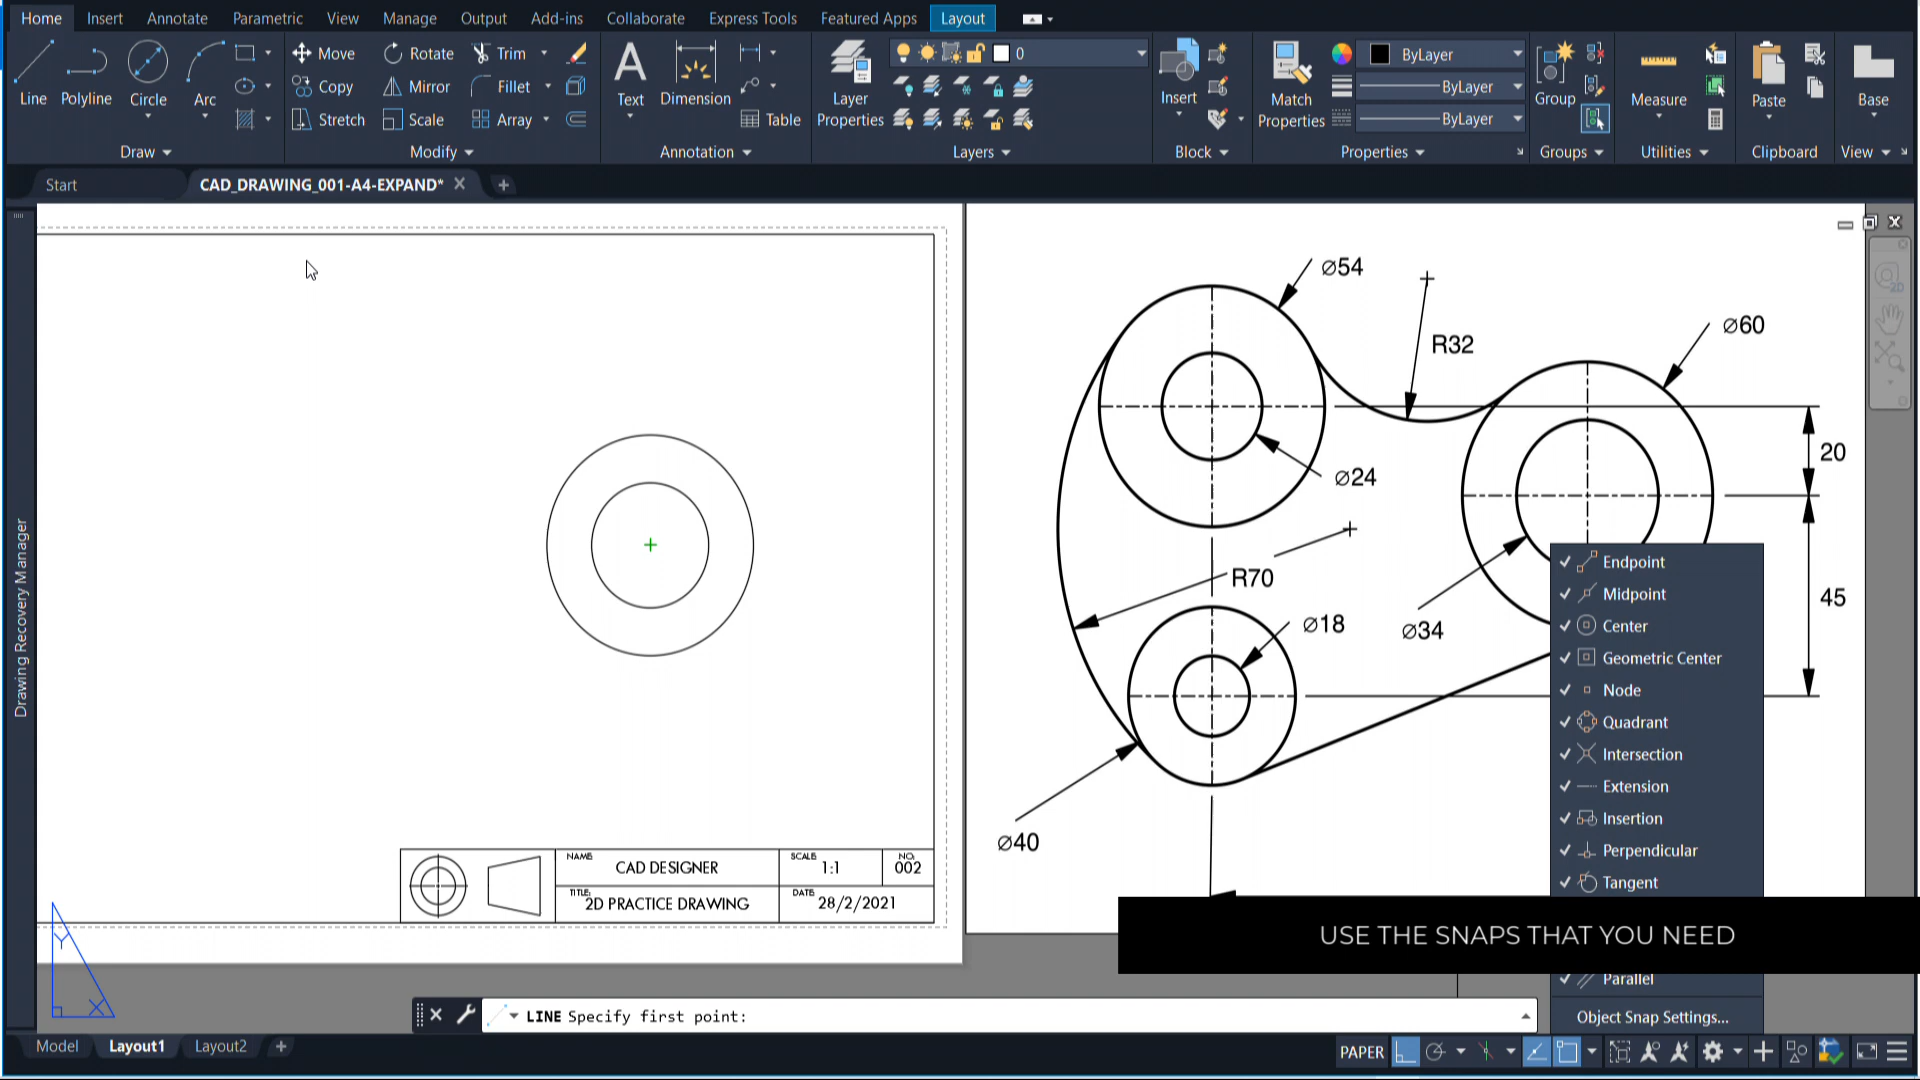 Home Insert Annotate Parametric View Manage Output Add-ins Collaborate Express Tools Featured Apps Layout
Line Polyline Circle Arc
Draw
Move Rotate Trim
Copy Mirror Fillet
Stretch Scale Array
Modify
Text Dimension
Table
Annotation
Layer Properties
0
Layers
Insert
Block
Match Properties
ByLayer
ByLayer
ByLayer
Properties
Group
Groups
Measure
Utilities
Paste
Clipboard
Base
View
Start CAD_DRAWING_001-A4-EXPAND*
2D
Drawing Recovery Manager
⌀54
R32
⌀60
20
⌀24
R70
⌀18
⌀34
45
⌀40
Endpoint
Midpoint
Center
Geometric Center
Node
Quadrant
Intersection
Extension
Insertion
Perpendicular
Tangent
Parallel
Object Snap Settings...
NAME: CAD DESIGNER SCALE 1:1 NO. 002
TITLE: 2D PRACTICE DRAWING DATE 28/2/2021
USE THE SNAPS THAT YOU NEED
Y
X
LINE Specify first point:
Model Layout1 Layout2
PAPER